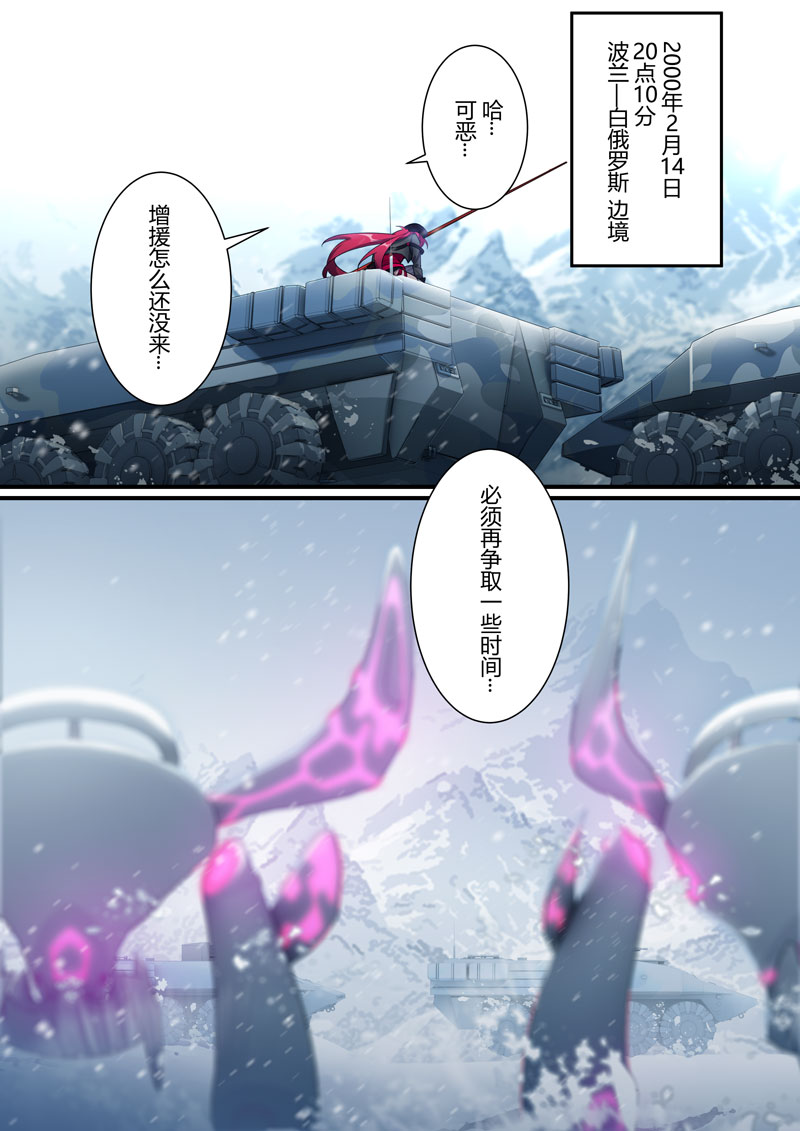 2000年2月14日
20点10分
波兰—白俄罗斯 边境
哈…
可恶…
增援怎么还没来…
必须再争取一些时间…